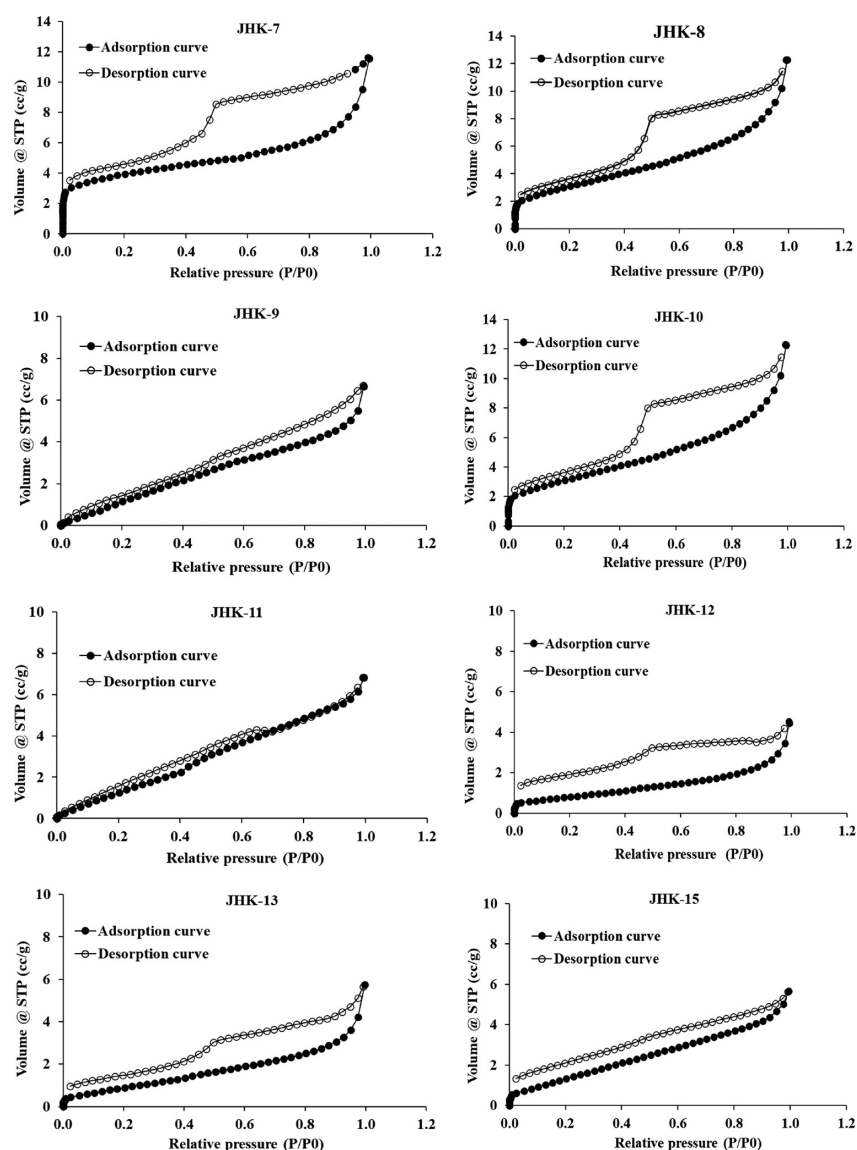 JHK-7
14
12
10
8
6
4
2
0
Adsorption curve
Desorption curve
Volume @ STP (cc/g)
0.0 0.2 0.4 0.6 0.8 1.0 1.2
Relative pressure (P/P0)
JHK-8
14
12
10
8
6
4
2
0
Adsorption curve
Desorption curve
Volume @ STP (cc/g)
0.0 0.2 0.4 0.6 0.8 1.0 1.2
Relative pressure (P/P0)
JHK-9
10
8
6
4
2
0
Adsorption curve
Desorption curve
Volume @ STP (cc/g)
0.0 0.2 0.4 0.6 0.8 1.0 1.2
Relative pressure (P/P0)
JHK-10
14
12
10
8
6
4
2
0
Adsorption curve
Desorption curve
Volume @ STP (cc/g)
0.0 0.2 0.4 0.6 0.8 1.0 1.2
Relative pressure (P/P0)
JHK-11
10
8
6
4
2
0
Adsorption curve
Desorption curve
Volume @ STP (cc/g)
0.0 0.2 0.4 0.6 0.8 1.0 1.2
Relative pressure (P/P0)
JHK-12
10
8
6
4
2
0
Adsorption curve
Desorption curve
Volume @ STP (cc/g)
0.0 0.2 0.4 0.6 0.8 1.0 1.2
Relative pressure (P/P0)
JHK-13
10
8
6
4
2
0
Adsorption curve
Desorption curve
Volume @ STP (cc/g)
0.0 0.2 0.4 0.6 0.8 1.0 1.2
Relative pressure (P/P0)
JHK-15
10
8
6
4
2
0
Adsorption curve
Desorption curve
Volume @ STP (cc/g)
0.0 0.2 0.4 0.6 0.8 1.0 1.2
Relative pressure (P/P0)